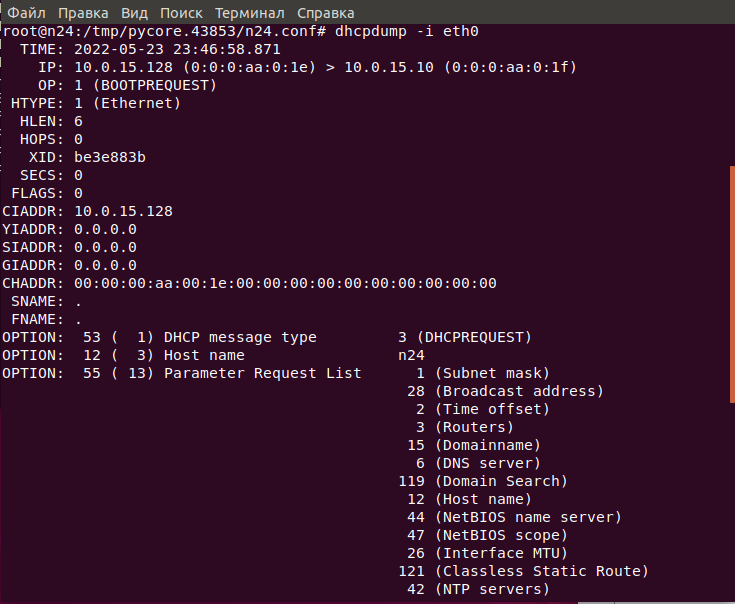 Файл Правка Вид Поиск Терминал Справка
root@n24:/tmp/pycore.43853/n24.conf# dhcpdump -i eth0
  TIME: 2022-05-23 23:46:58.871
    IP: 10.0.15.128 (0:0:0:aa:0:1e) > 10.0.15.10 (0:0:0:aa:0:1f)
    OP: 1 (BOOTPREQUEST)
 HTYPE: 1 (Ethernet)
  HLEN: 6
  HOPS: 0
   XID: be3e883b
  SECS: 0
 FLAGS: 0
CIADDR: 10.0.15.128
YIADDR: 0.0.0.0
SIADDR: 0.0.0.0
GIADDR: 0.0.0.0
CHADDR: 00:00:00:aa:00:1e:00:00:00:00:00:00:00:00:00:00
 SNAME: .
 FNAME: .
OPTION:  53 (  1) DHCP message type         3 (DHCPREQUEST)
OPTION:  12 (  3) Host name                 n24
OPTION:  55 ( 13) Parameter Request List      1 (Subnet mask)
                                             28 (Broadcast address)
                                              2 (Time offset)
                                              3 (Routers)
                                             15 (Domainname)
                                              6 (DNS server)
                                            119 (Domain Search)
                                             12 (Host name)
                                             44 (NetBIOS name server)
                                             47 (NetBIOS scope)
                                             26 (Interface MTU)
                                            121 (Classless Static Route)
                                             42 (NTP servers)